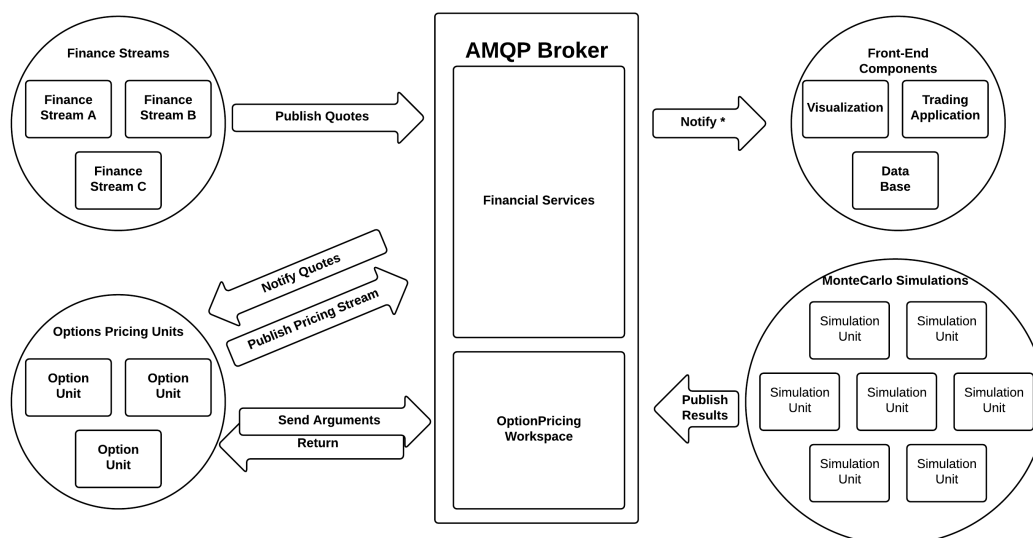 Finance Streams
Finance
Stream A
Finance
Stream B
Finance
Stream C
Publish Quotes
AMQP Broker
Financial Services
OptionPricing
Workspace
Notify *
Front-End
Components
Visualization
Trading
Application
Data
Base
Notify Quotes
Publish Pricing Stream
Options Pricing Units
Option
Unit
Option
Unit
Option
Unit
Send Arguments
Return
Publish
Results
MonteCarlo Simulations
Simulation
Unit
Simulation
Unit
Simulation
Unit
Simulation
Unit
Simulation
Unit
Simulation
Unit
Simulation
Unit